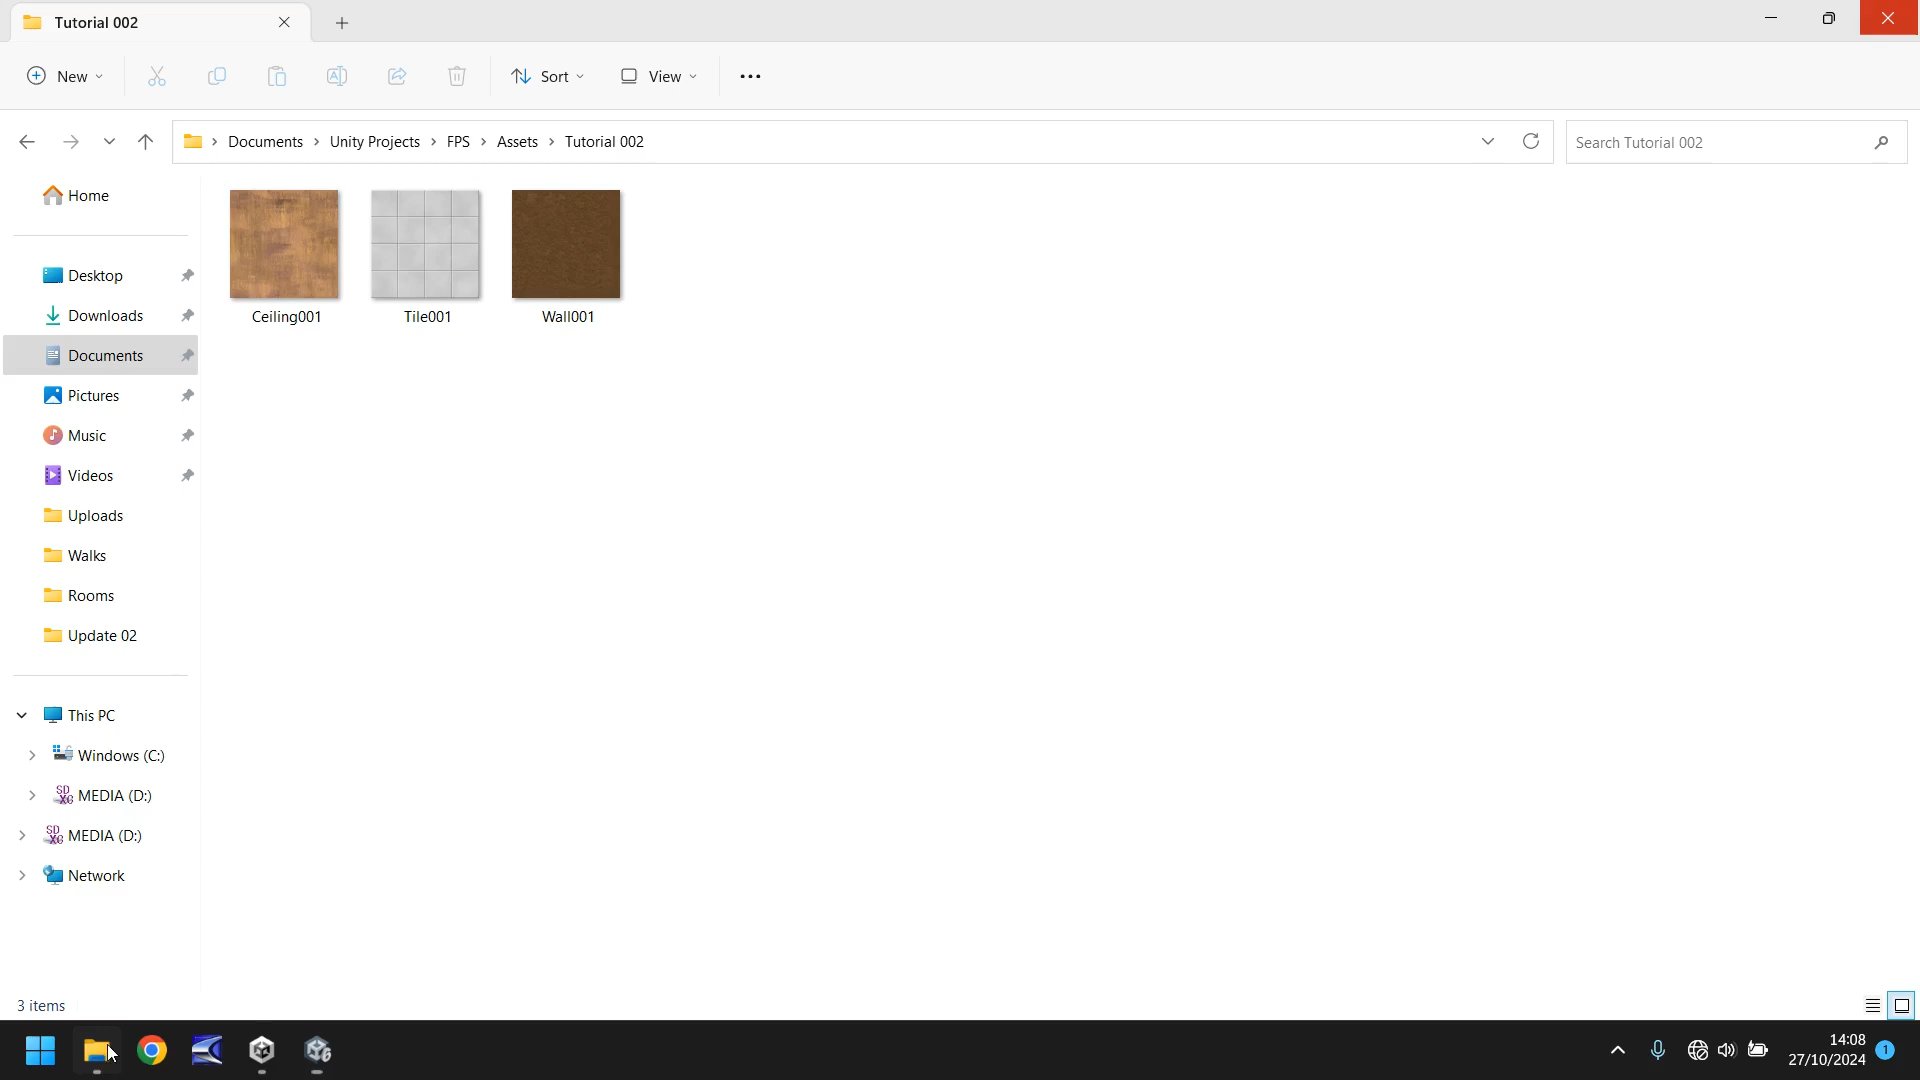 Tutorial 002
New
Sort
View
Documents
Unity Projects
FPS
Assets
Tutorial 002
Search Tutorial 002
Home
Desktop
Downloads
Documents
Pictures
Music
Videos
Uploads
Walks
Rooms
Update 02
This PC
Windows (C:)
MEDIA (D:)
MEDIA (D:)
Network
Ceiling001
Tile001
Wall001
3 items
14:08
27/10/2024
1